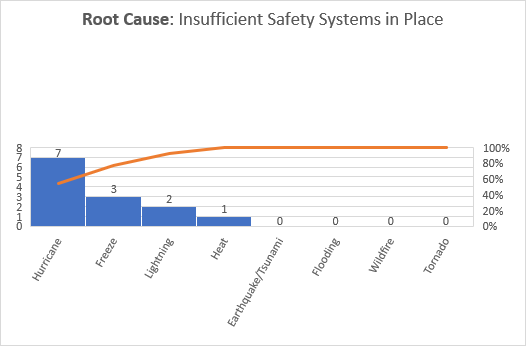 Root Cause: Insufficient Safety Systems in Place
8
7
6
5
4
3
2
1
0
100%
80%
60%
40%
20%
0%
7
3
2
1
0
0
0
0
Hurricane
Freeze
Lightning
Heat
Earthquake/Tsunami
Flooding
Wildfire
Tornado